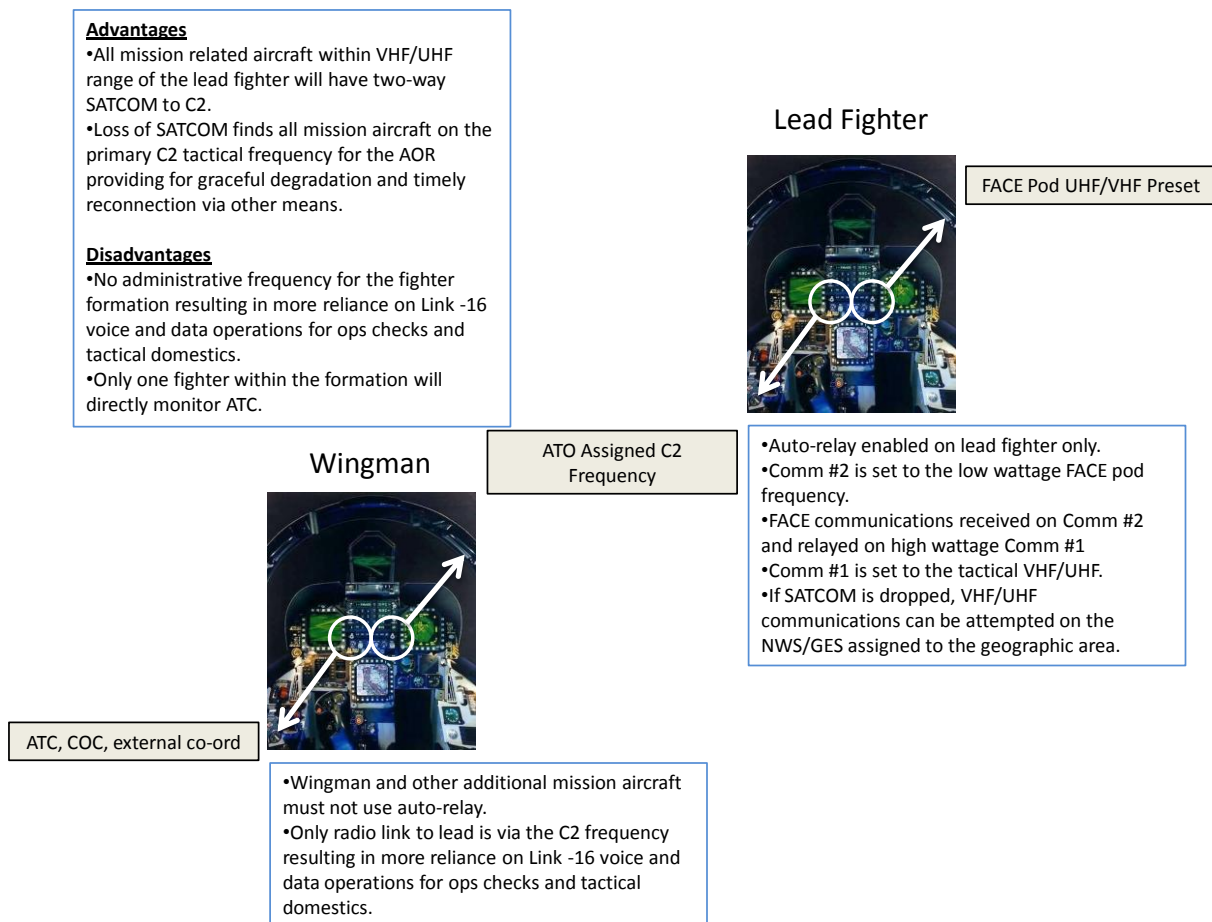 Advantages
•All mission related aircraft within VHF/UHF
range of the lead fighter will have two-way
SATCOM to C2.
•Loss of SATCOM finds all mission aircraft on the
primary C2 tactical frequency for the AOR
providing for graceful degradation and timely
reconnection via other means.
Disadvantages
•No administrative frequency for the fighter
formation resulting in more reliance on Link -16
voice and data operations for ops checks and
tactical domestics.
•Only one fighter within the formation will
directly monitor ATC.
Lead Fighter
FACE Pod UHF/VHF Preset
ATO Assigned C2
Frequency
•Auto-relay enabled on lead fighter only.
•Comm #2 is set to the low wattage FACE pod
frequency.
•FACE communications received on Comm #2
and relayed on high wattage Comm #1
•Comm #1 is set to the tactical VHF/UHF.
•If SATCOM is dropped, VHF/UHF
communications can be attempted on the
NWS/GES assigned to the geographic area.
Wingman
ATC, COC, external co-ord
•Wingman and other additional mission aircraft
must not use auto-relay.
•Only radio link to lead is via the C2 frequency
resulting in more reliance on Link -16 voice and
data operations for ops checks and tactical
domestics.